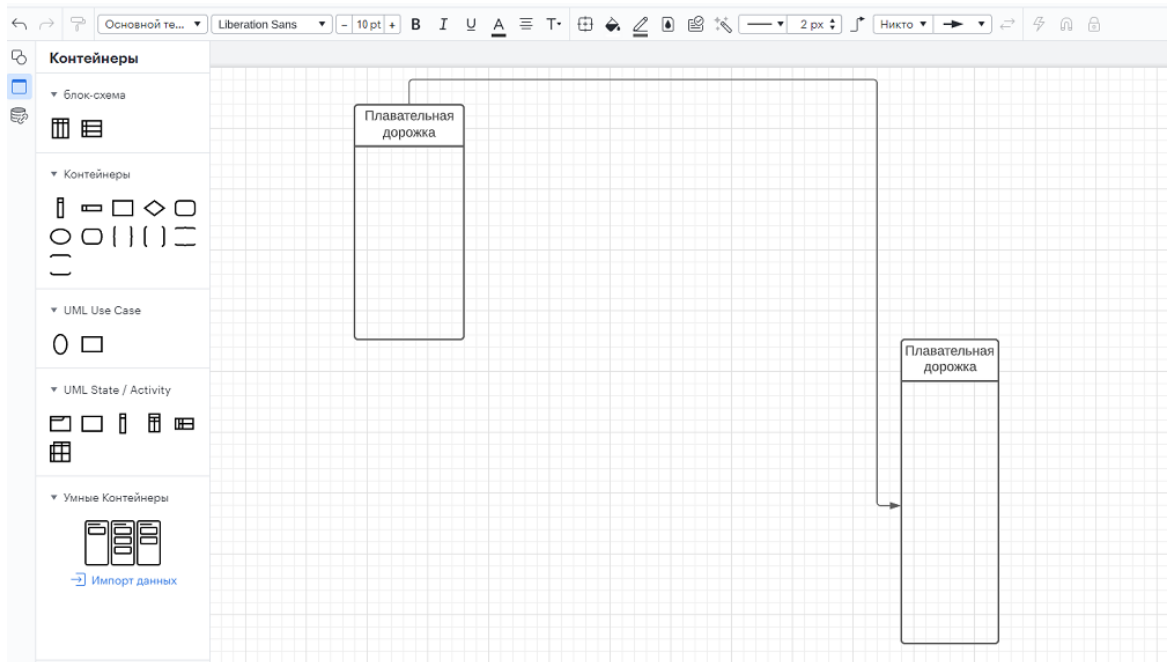 Основной те...
Liberation Sans
- 10 pt +
B I U A T
2 px
Никто
Контейнеры
блок-схема
Контейнеры
UML Use Case
UML State / Activity
Умные Контейнеры
Импорт данных
Плавательная
дорожка
Плавательная
дорожка